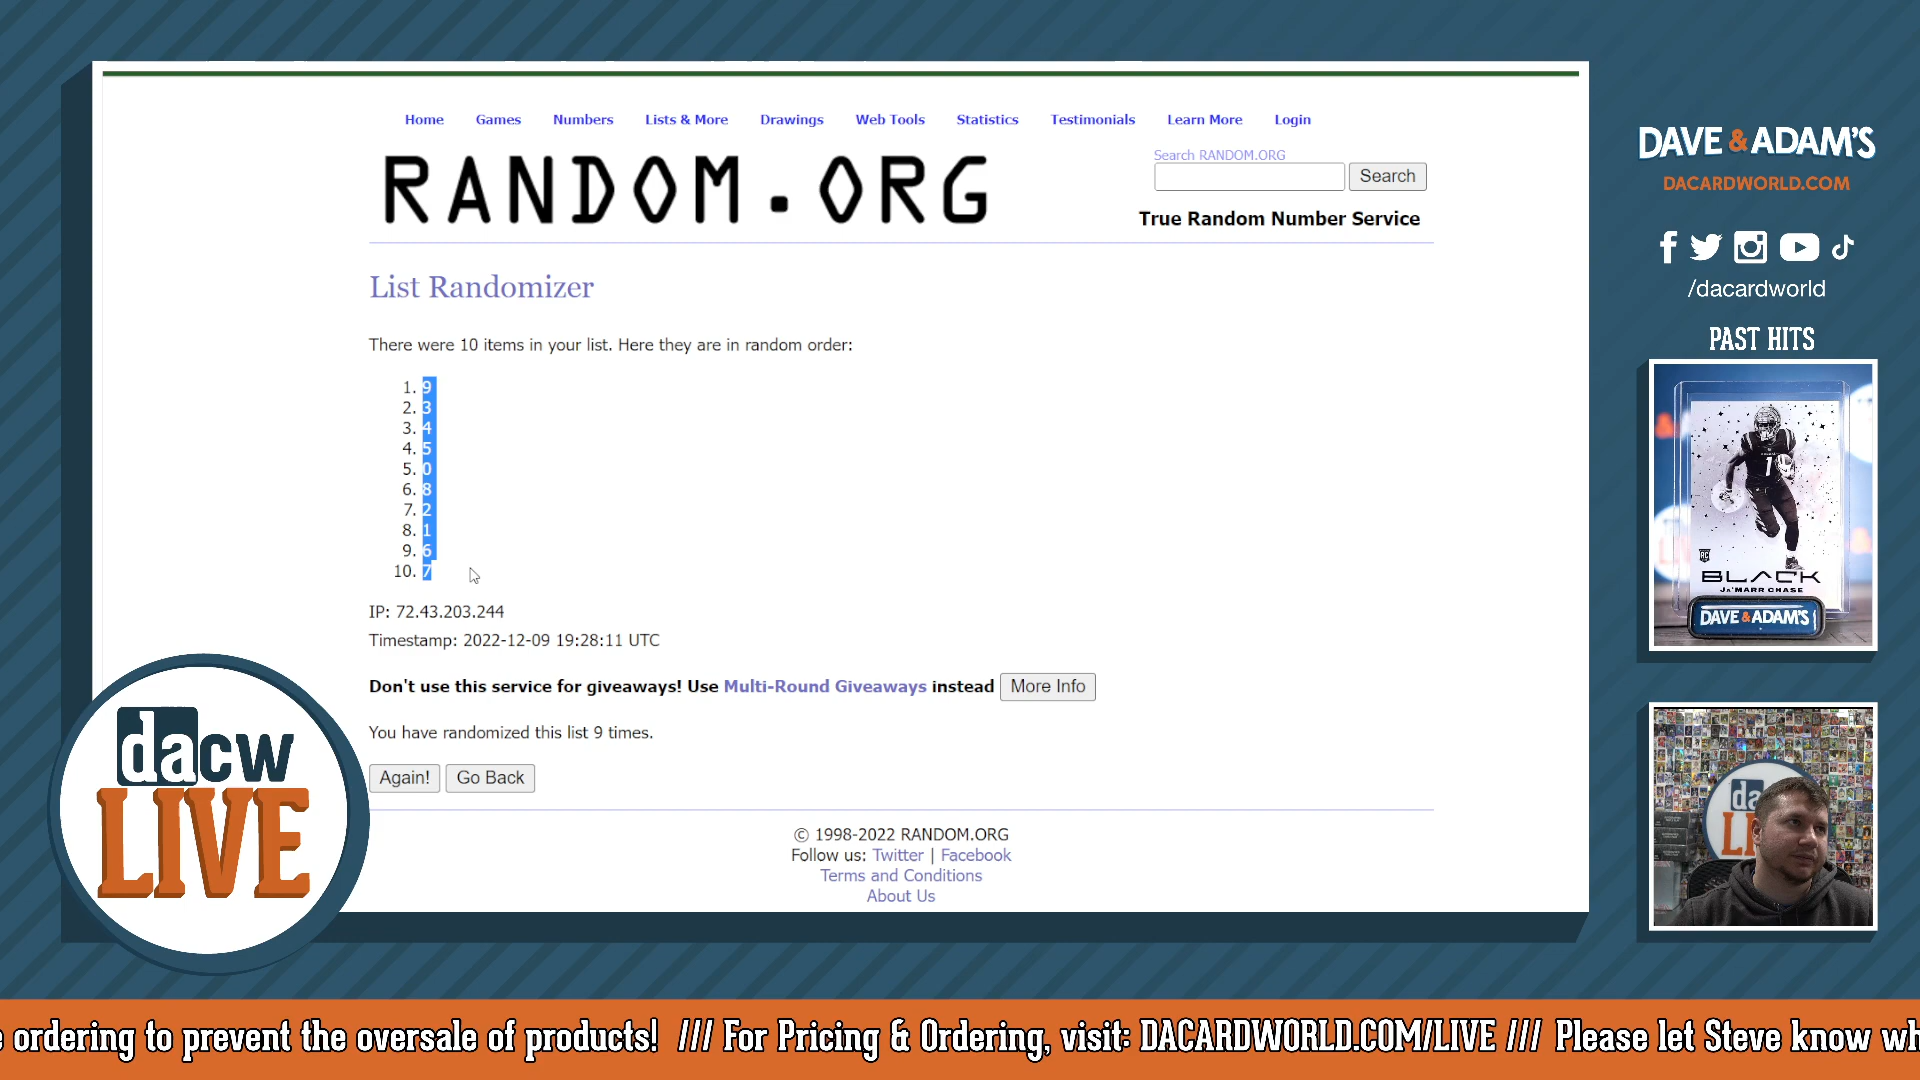 Home Games Numbers Lists & More Drawings Web Tools Statistics Testimonials Learn More Login
RANDOM.ORG
Search RANDOM.ORG
Search
True Random Number Service
List Randomizer
There were 10 items in your list. Here they are in random order:
1. 9
2. 3
3. 4
4. 5
5. 0
6. 8
7. 2
8. 1
9. 6
10. 7
IP: 72.43.203.244
Timestamp: 2022-12-09 19:28:11 UTC
Don't use this service for giveaways! Use Multi-Round Giveaways instead More Info
You have randomized this list 9 times.
Again! Go Back
© 1998-2022 RANDOM.ORG
Follow us: Twitter | Facebook
Terms and Conditions
About Us
dacw
LIVE
DAVE & ADAM'S
DACARDWORLD.COM
/dacardworld
PAST HITS
1
RC
BLACK
JA'MARR CHASE
DAVE & ADAM'S
da
LI
ordering to prevent the oversale of products! /// For Pricing & Ordering, visit: DACARDWORLD.COM/LIVE /// Please let Steve know wh